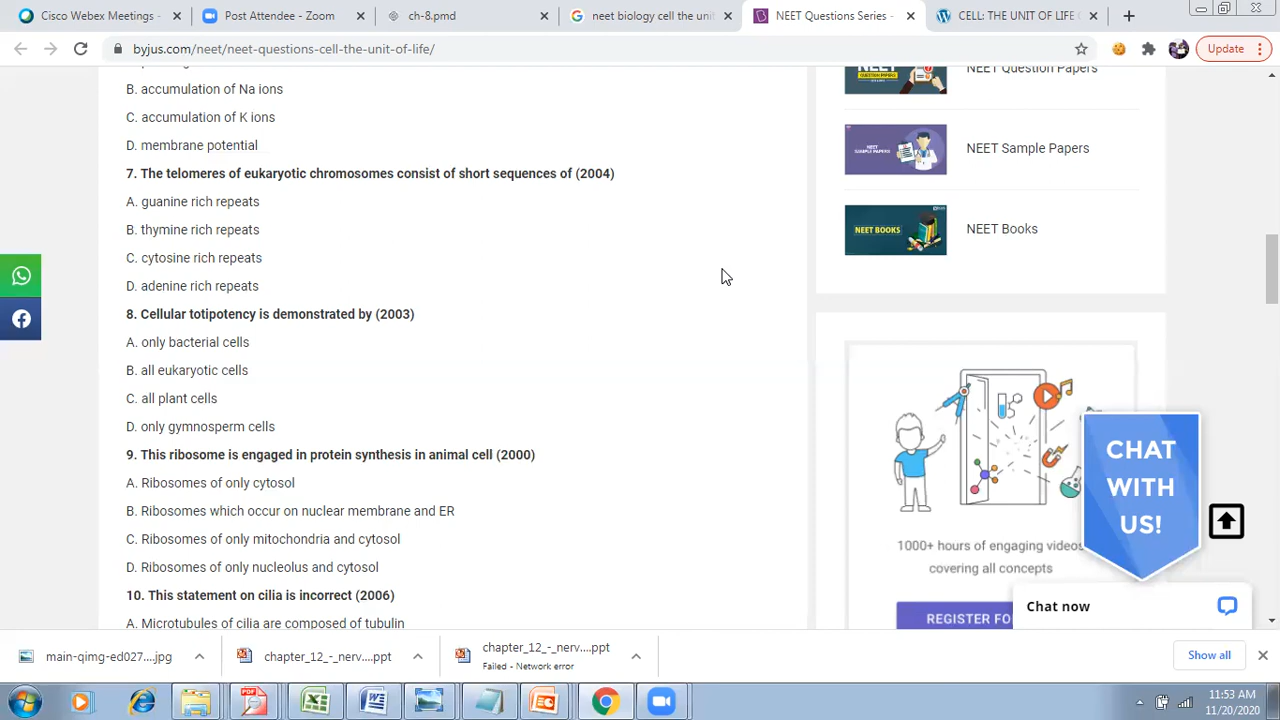 Cisco Webex Meetings -
Post Attendee - Zoom
ch-8.pmd
neet biology cell the uni
NEET Questions Series -
CELL: THE UNIT OF LIFE
byjus.com/neet/neet-questions-cell-the-unit-of-life/
Update
B. accumulation of Na ions
C. accumulation of K ions
D. membrane potential
7. The telomeres of eukaryotic chromosomes consist of short sequences of (2004)
A. guanine rich repeats
B. thymine rich repeats
C. cytosine rich repeats
D. adenine rich repeats
8. Cellular totipotency is demonstrated by (2003)
A. only bacterial cells
B. all eukaryotic cells
C. all plant cells
D. only gymnosperm cells
9. This ribosome is engaged in protein synthesis in animal cell (2000)
A. Ribosomes of only cytosol
B. Ribosomes which occur on nuclear membrane and ER
C. Ribosomes of only mitochondria and cytosol
D. Ribosomes of only nucleolus and cytosol
10. This statement on cilia is incorrect (2006)
A. Microtubules of cilia are composed of tubulin
NEET
QUESTION PAPERS
NEET Question Papers
NEET
SAMPLE PAPERS
NEET Sample Papers
NEET BOOKS
NEET Books
1000+ hours of engaging videos
covering all concepts
REGISTER FO
CHAT
WITH
US!
Chat now
main-qimg-ed027....jpg
chapter_12_-_nerv....ppt
chapter_12_-_nerv....ppt
Failed - Network error
Show all
11:53 AM
11/20/2020